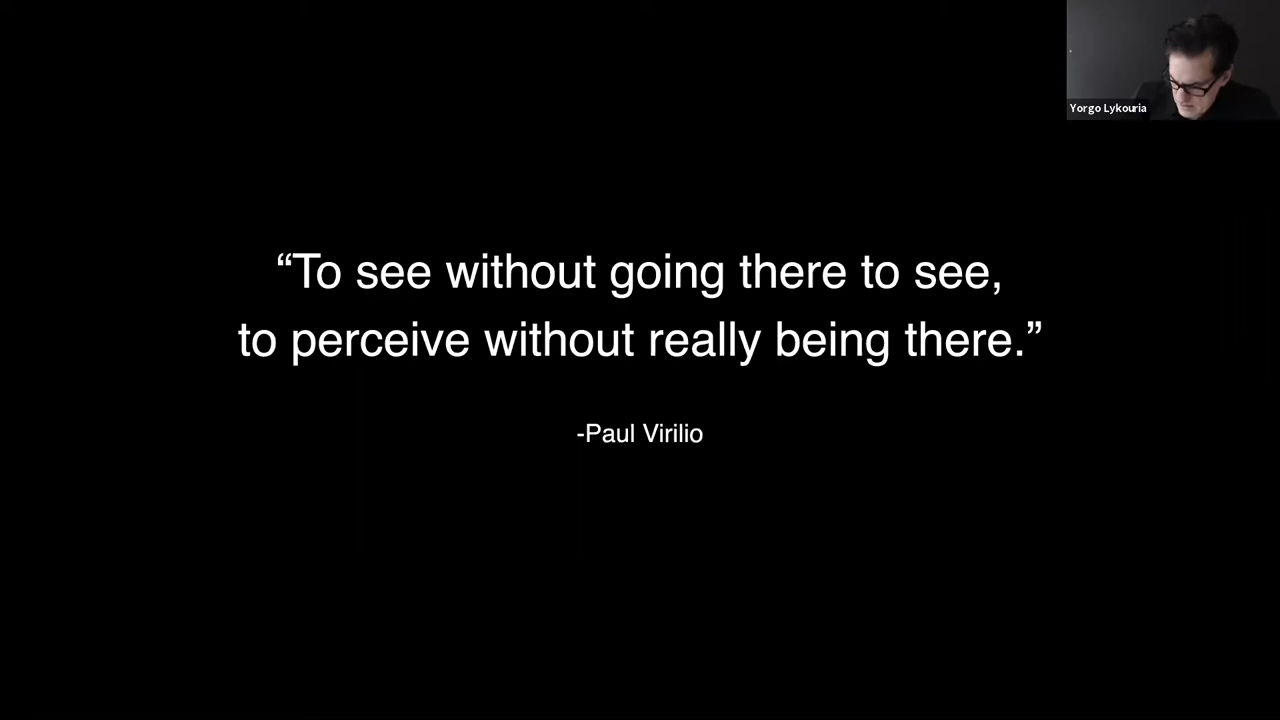 Yorgo Lykouria
“To see without going there to see,
to perceive without really being there.”
-Paul Virilio